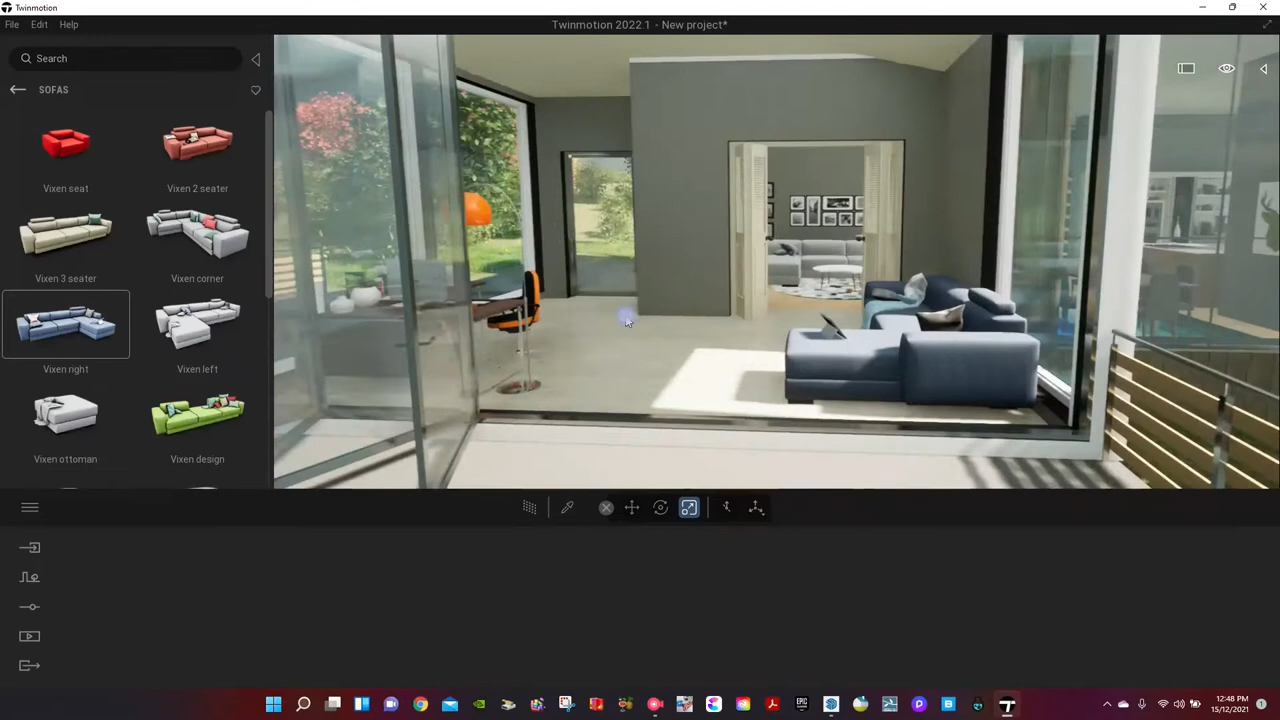 Twinmotion
File Edit Help
Twinmotion 2022.1 - New project*
Search
SOFAS
Vixen seat
Vixen 2 seater
Vixen 3 seater
Vixen corner
Vixen right
Vixen left
Vixen ottoman
Vixen design
12:48 PM
15/12/2021